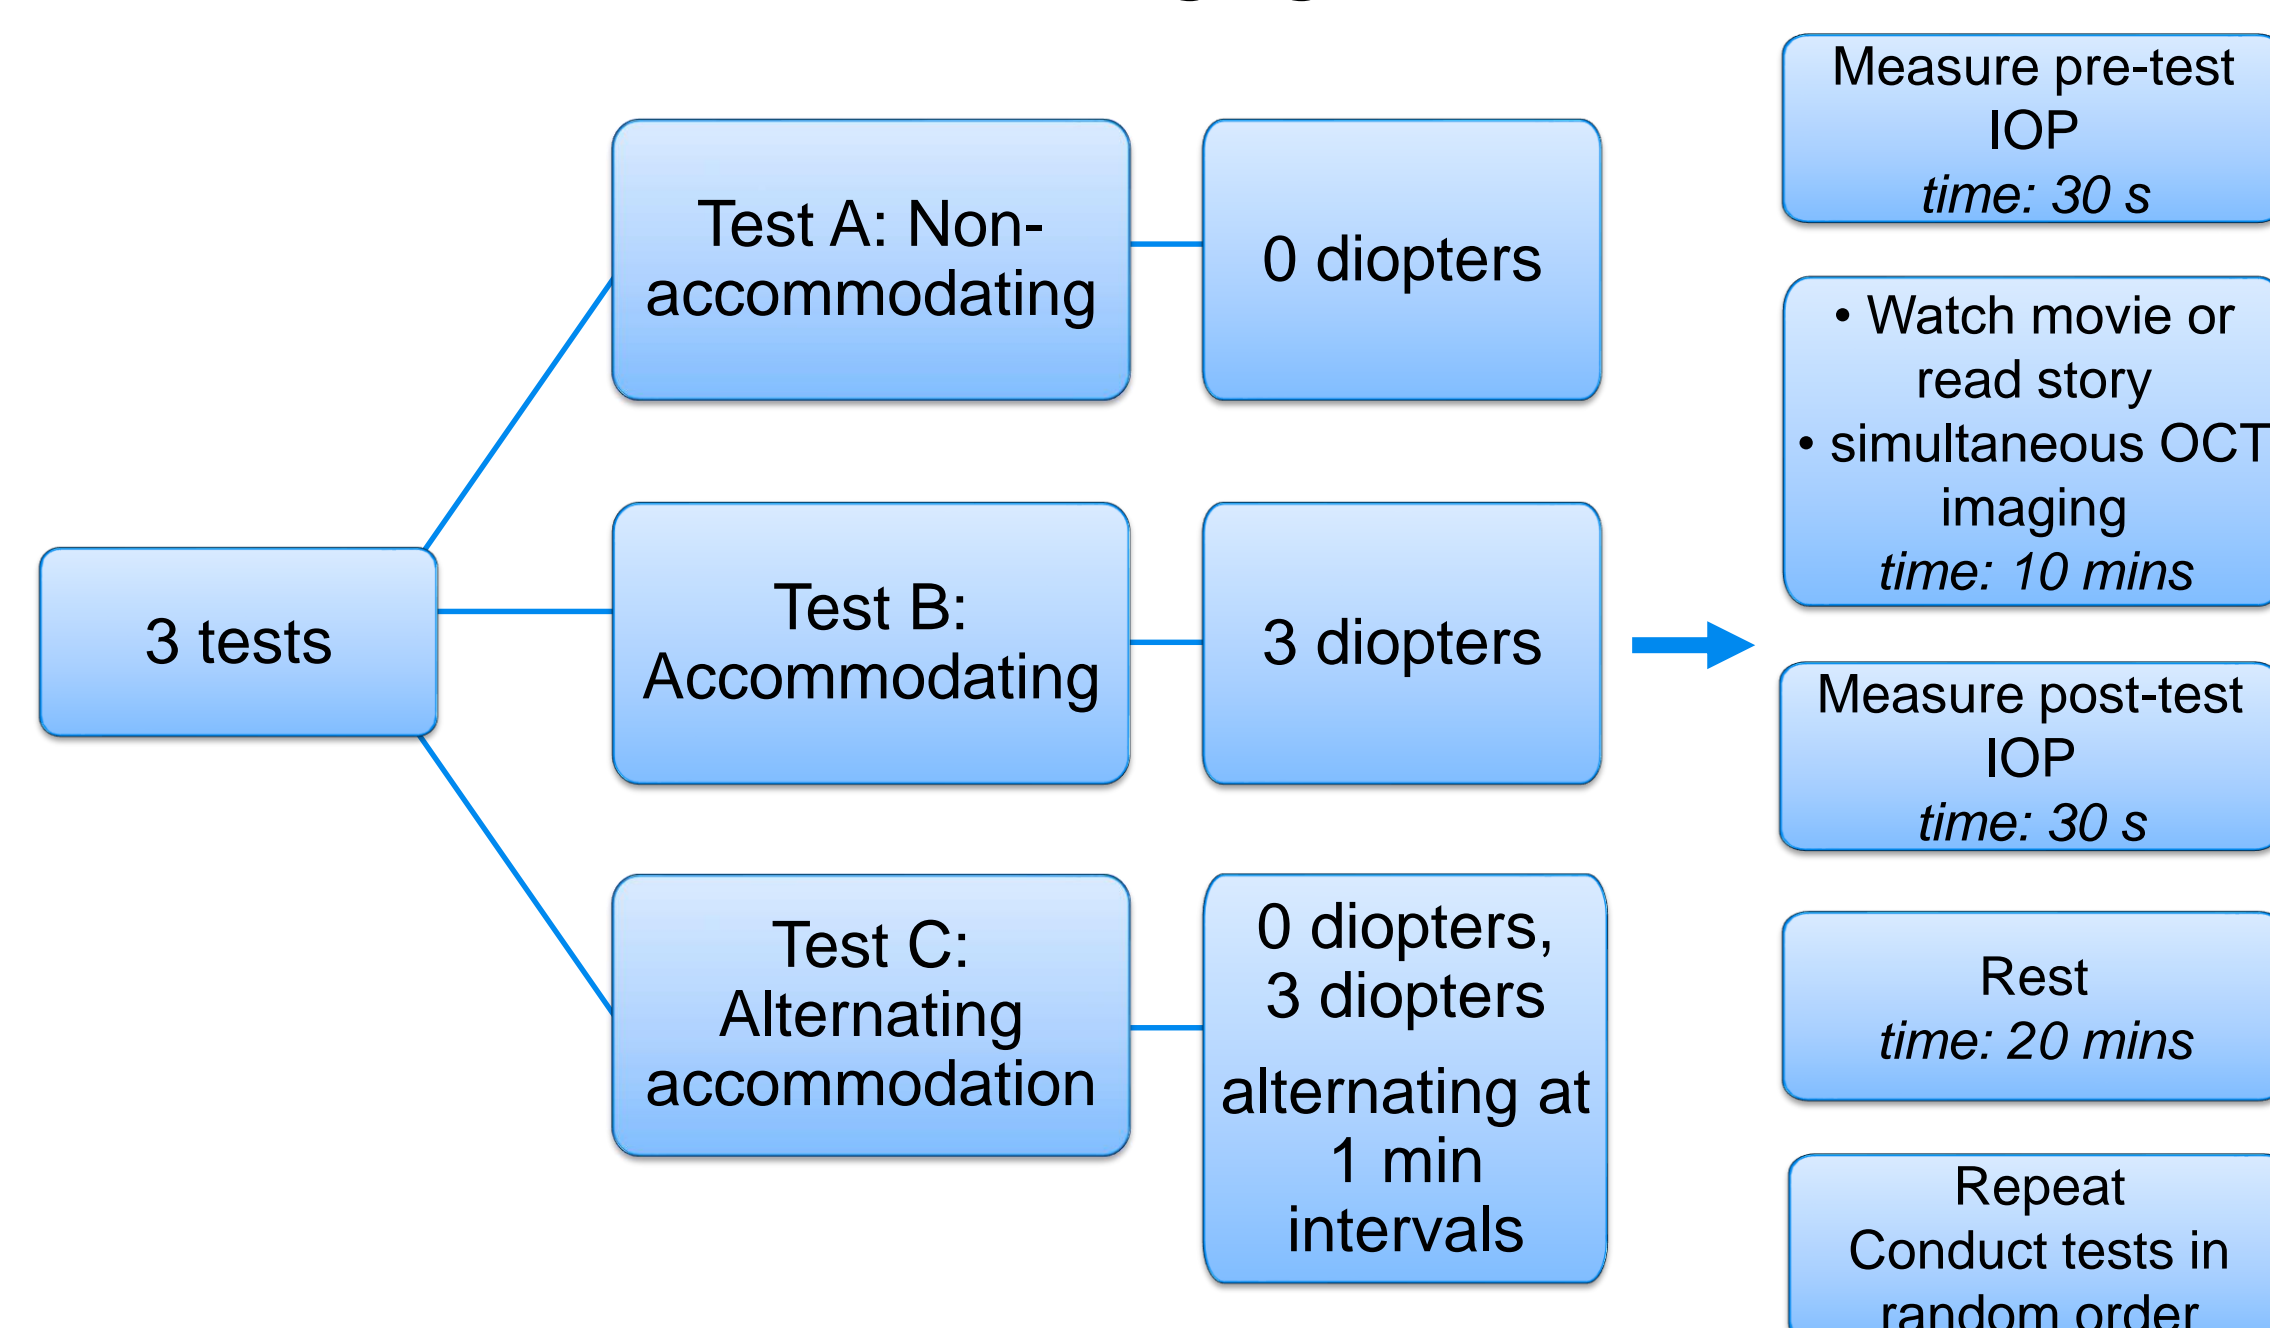 3 tests
Test A: Non-
accommodating
0 diopters
Test B:
Accommodating
3 diopters
Test C:
Alternating
accommodation
0 diopters,
3 diopters
alternating at
1 min
intervals
Measure pre-test
IOP
time: 30 s
• Watch movie or
read story
• simultaneous OCT
imaging
time: 10 mins
Measure post-test
IOP
time: 30 s
Rest
time: 20 mins
Repeat
Conduct tests in
random order